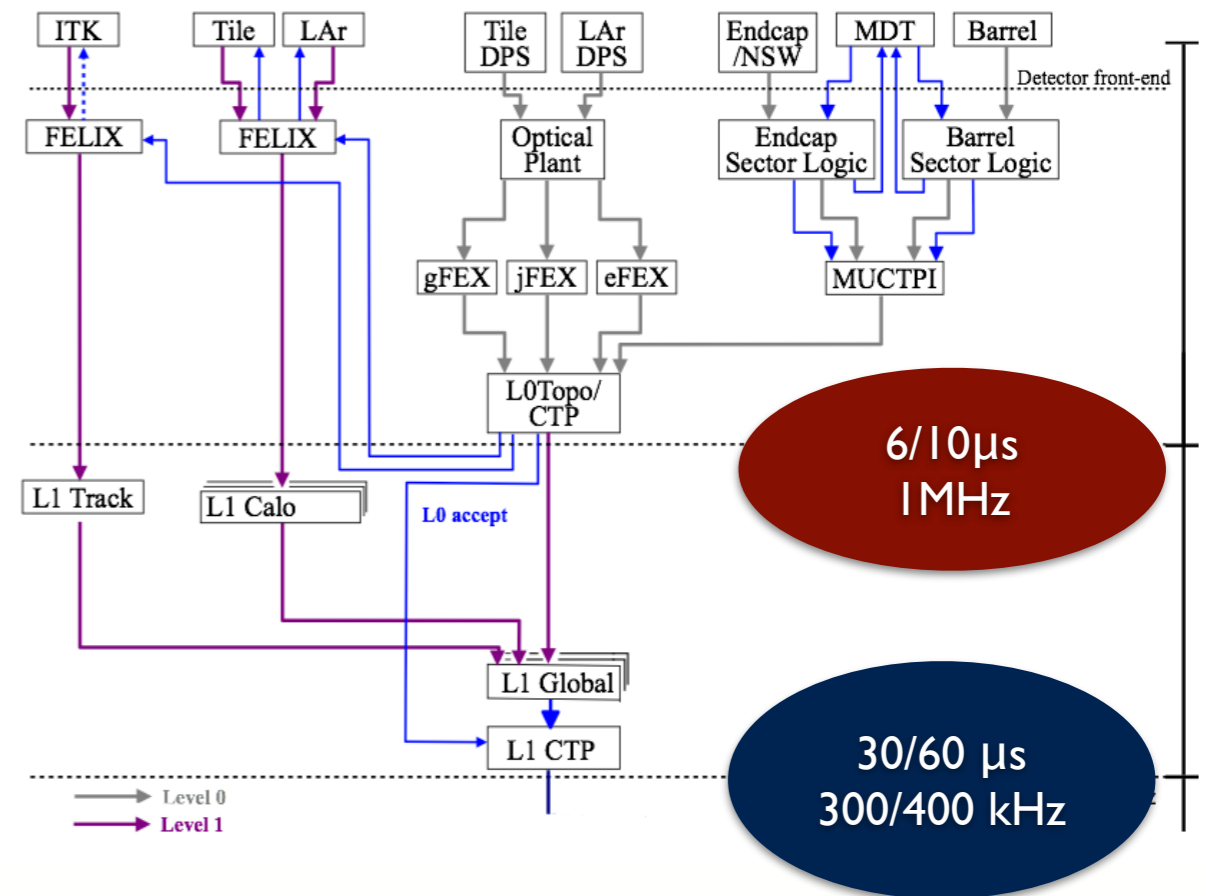 ITK
Tile
LAr
Tile
DPS
LAr
DPS
Endcap
/NSW
MDT
Barrel
Detector front-end
FELIX
FELIX
Optical
Plant
Endcap
Sector Logic
Barrel
Sector Logic
gFEX
jFEX
eFEX
MUCTPI
L0Topo/
CTP
6/10µs
1MHz
L1 Track
L1 Calo
L0 accept
L1 Global
L1 CTP
30/60 µs
300/400 kHz
Level 0
Level 1